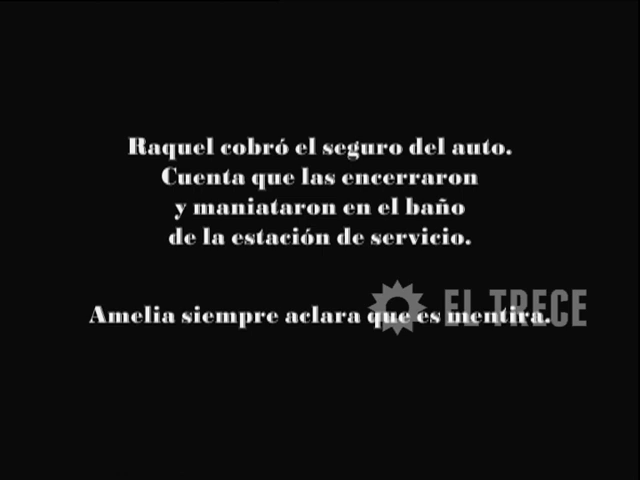 Raquel cobró el seguro del auto.
Cuenta que las encerraron
y maniataron en el baño
de la estación de servicio.
Amelia siempre aclara que es mentira.
EL TRECE